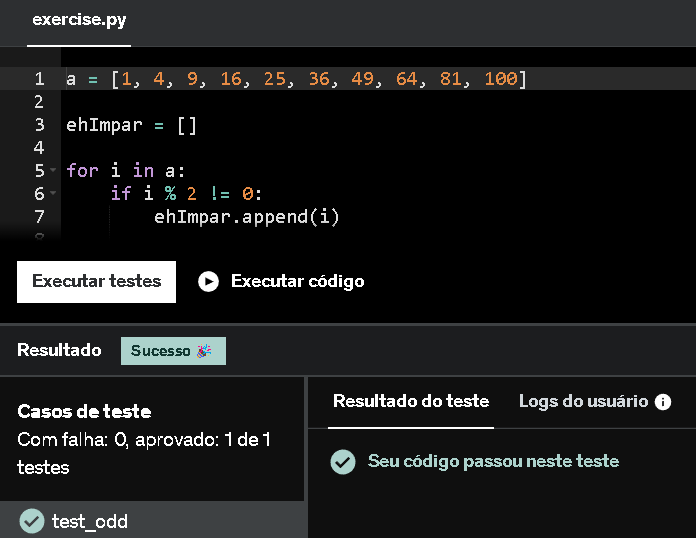 exercise.py
1 a = [1, 4, 9, 16, 25, 36, 49, 64, 81, 100]
2
3 ehImpar = []
4
5 for i in a:
6     if i % 2 != 0:
7         ehImpar.append(i)
Executar testes
Executar código
Resultado
Sucesso 🎉
Casos de teste
Com falha: 0, aprovado: 1 de 1
testes
test_odd
Resultado do teste
Logs do usuário
Seu código passou neste teste